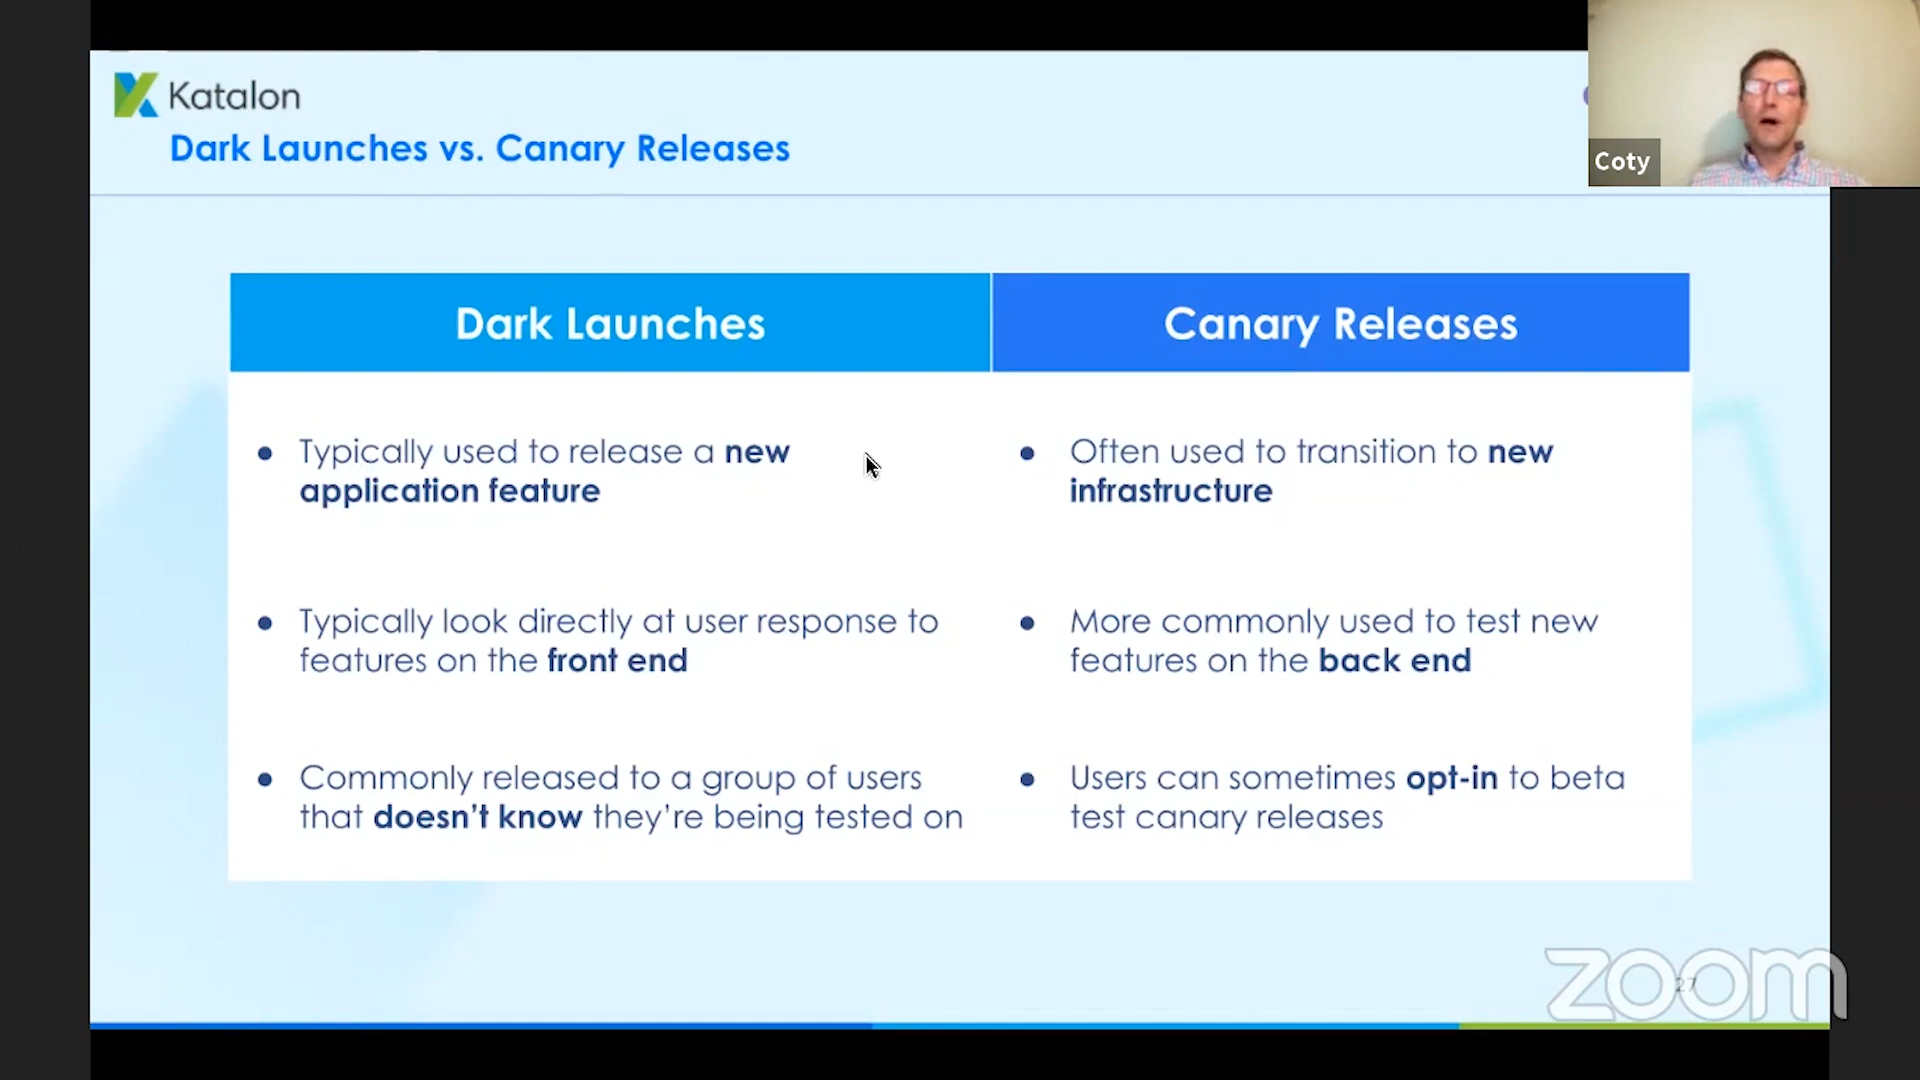 Katalon
Dark Launches vs. Canary Releases
Coty
Dark Launches
Canary Releases
• Typically used to release a new
application feature
• Often used to transition to new
infrastructure
• Typically look directly at user response to
features on the front end
• More commonly used to test new
features on the back end
• Commonly released to a group of users
that doesn't know they're being tested on
• Users can sometimes opt-in to beta
test canary releases
27
zoom